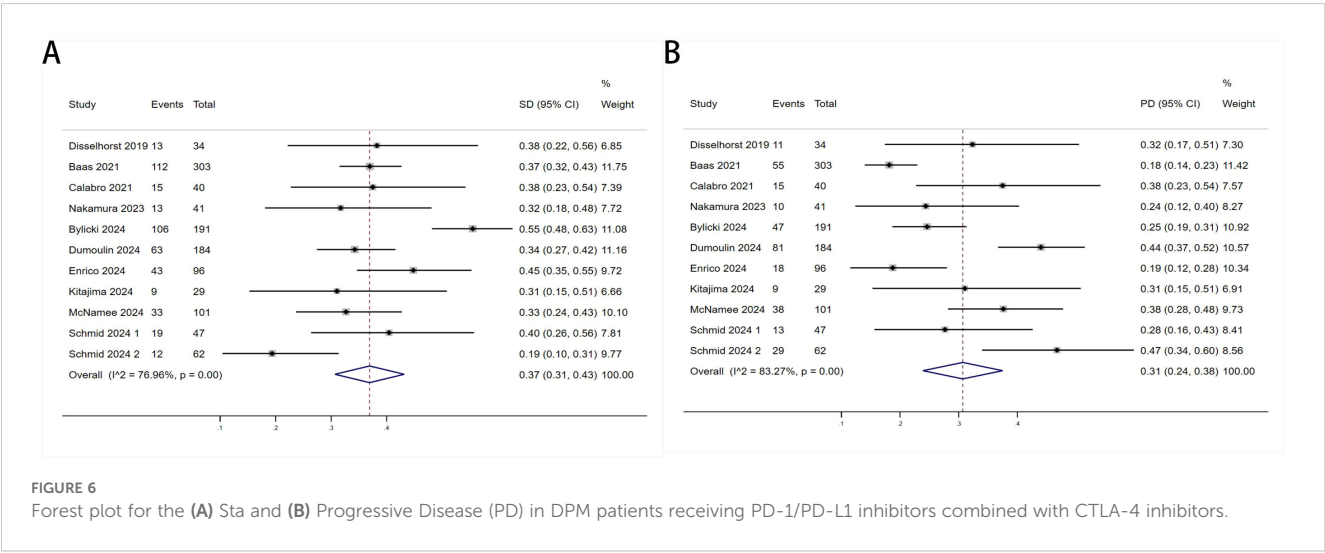 A
%
Study Events Total SD (95% CI) Weight
Disselhorst 2019 13 34 0.38 (0.22, 0.56) 6.85
Baas 2021 112 303 0.37 (0.32, 0.43) 11.75
Calabro 2021 15 40 0.38 (0.23, 0.54) 7.39
Nakamura 2023 13 41 0.32 (0.18, 0.48) 7.72
Bylicki 2024 106 191 0.55 (0.48, 0.63) 11.08
Dumoulin 2024 63 184 0.34 (0.27, 0.42) 11.16
Enrico 2024 43 96 0.45 (0.35, 0.55) 9.72
Kitajima 2024 9 29 0.31 (0.15, 0.51) 6.66
McNamee 2024 33 101 0.33 (0.24, 0.43) 10.10
Schmid 2024 1 19 47 0.40 (0.26, 0.56) 7.81
Schmid 2024 2 12 62 0.19 (0.10, 0.31) 9.77
Overall (I^2 = 76.96%, p = 0.00) 0.37 (0.31, 0.43) 100.00
.1 .2 .3 .4
B
%
Study Events Total PD (95% CI) Weight
Disselhorst 2019 11 34 0.32 (0.17, 0.51) 7.30
Baas 2021 55 303 0.18 (0.14, 0.23) 11.42
Calabro 2021 15 40 0.38 (0.23, 0.54) 7.57
Nakamura 2023 10 41 0.24 (0.12, 0.40) 8.27
Bylicki 2024 47 191 0.25 (0.19, 0.31) 10.92
Dumoulin 2024 81 184 0.44 (0.37, 0.52) 10.57
Enrico 2024 18 96 0.19 (0.12, 0.28) 10.34
Kitajima 2024 9 29 0.31 (0.15, 0.51) 6.91
McNamee 2024 38 101 0.38 (0.28, 0.48) 9.73
Schmid 2024 1 13 47 0.28 (0.16, 0.43) 8.41
Schmid 2024 2 29 62 0.47 (0.34, 0.60) 8.56
Overall (I^2 = 83.27%, p = 0.00) 0.31 (0.24, 0.38) 100.00
.1 .2 .3 .4
FIGURE 6
Forest plot for the (A) Sta and (B) Progressive Disease (PD) in DPM patients receiving PD-1/PD-L1 inhibitors combined with CTLA-4 inhibitors.